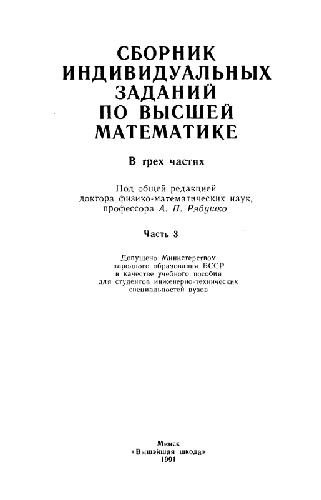 СБОРНИК
ИНДИВИДУАЛЬНЫХ
ЗАДАНИЙ
ПО ВЫСШЕЙ
МАТЕМАТИКЕ
В трех частях
Под общей редакцией
доктора физико-математических наук,
профессора А. П. Рябушко
Часть 3
Допущено Министерством
народного образования БССР
в качестве учебного пособия
для студентов инженерно-технических
специальностей вузов
Минск
«Вышэйшая школа»
1991